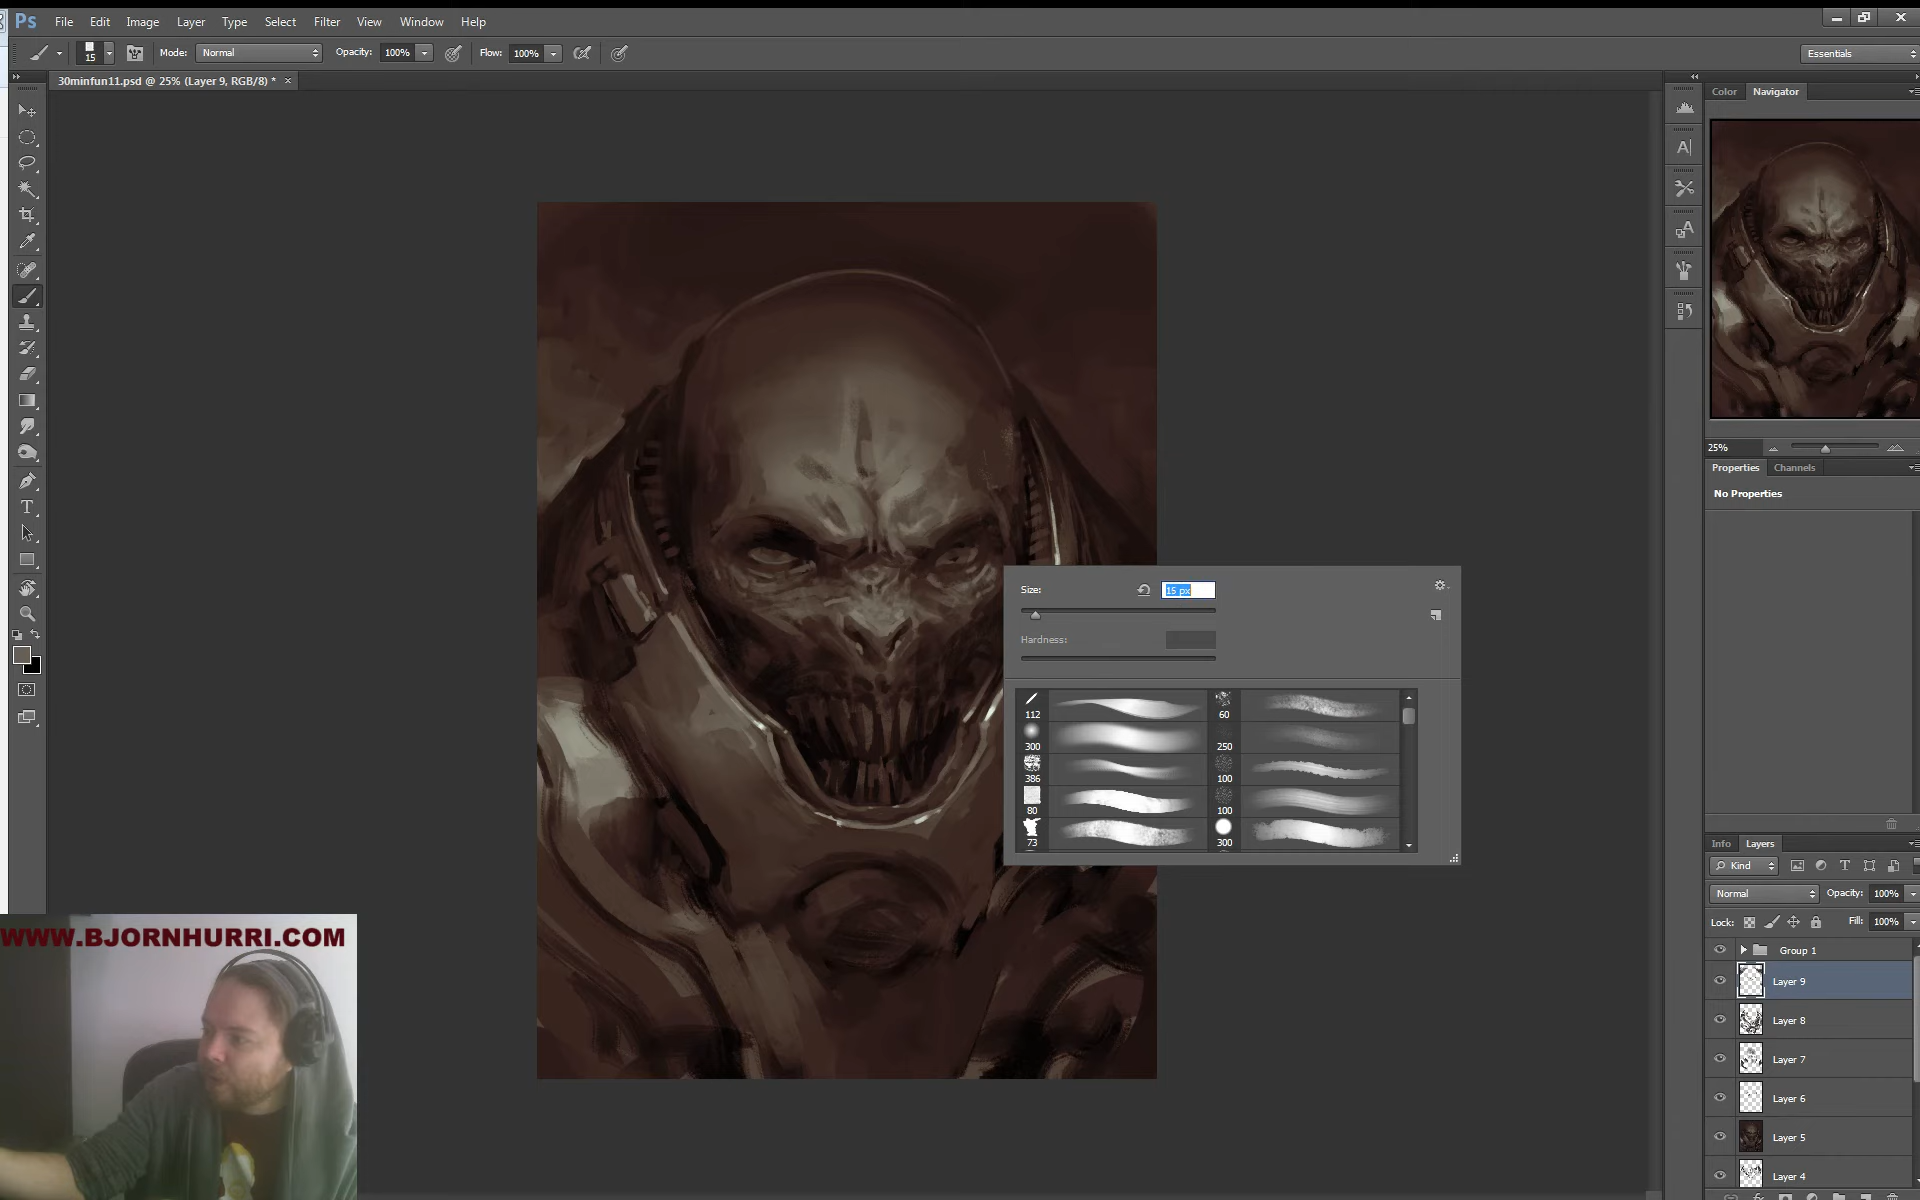 Ps File Edit Image Layer Type Select Filter View Window Help
15 Mode: Normal Opacity: 100% Flow: 100% Essentials
30minfun11.psd @ 25% (Layer 9, RGB/8) * ×
Color Navigator
25%
Properties Channels
No Properties
Size: 15 px
Hardness:
112 60
300 250
386 100
80 100
73 300
Info Layers
Kind
Normal Opacity: 100%
Lock: Fill: 100%
Group 1
Layer 9
Layer 8
Layer 7
Layer 6
Layer 5
Layer 4
WWW.BJORNHURRI.COM